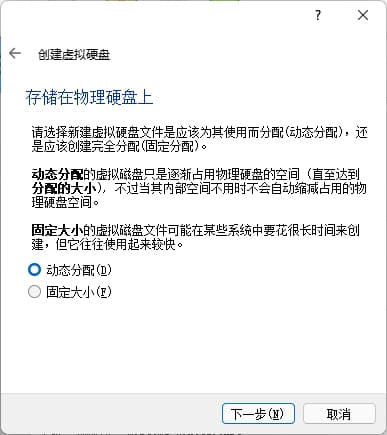 ?
创建虚拟硬盘
存储在物理硬盘上
请选择新建虚拟硬盘文件是应该为其使用而分配(动态分配)，还
是应该创建完全分配(固定分配)。
动态分配的虚拟磁盘只是逐渐占用物理硬盘的空间（直至达到
分配的大小），不过当其内部空间不用时不会自动缩减占用的物
理硬盘空间。
固定大小的虚拟磁盘文件可能在某些系统中要花很长时间来创
建，但它往往使用起来较快。
动态分配(D)
固定大小(F)
下一步(N)
取消